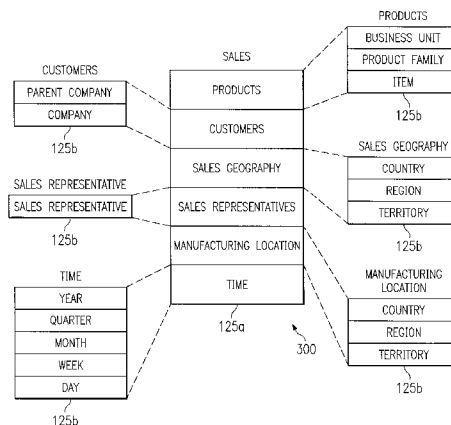 PRODUCTS
BUSINESS UNIT
PRODUCT FAMILY
ITEM
125b
SALES
PRODUCTS
CUSTOMERS
SALES GEOGRAPHY
SALES REPRESENTATIVES
MANUFACTURING LOCATION
TIME
125a
300
CUSTOMERS
PARENT COMPANY
COMPANY
125b
SALES REPRESENTATIVE
SALES REPRESENTATIVE
125b
TIME
YEAR
QUARTER
MONTH
WEEK
DAY
125b
SALES GEOGRAPHY
COUNTRY
REGION
TERRITORY
125b
MANUFACTURING
LOCATION
COUNTRY
REGION
TERRITORY
125b